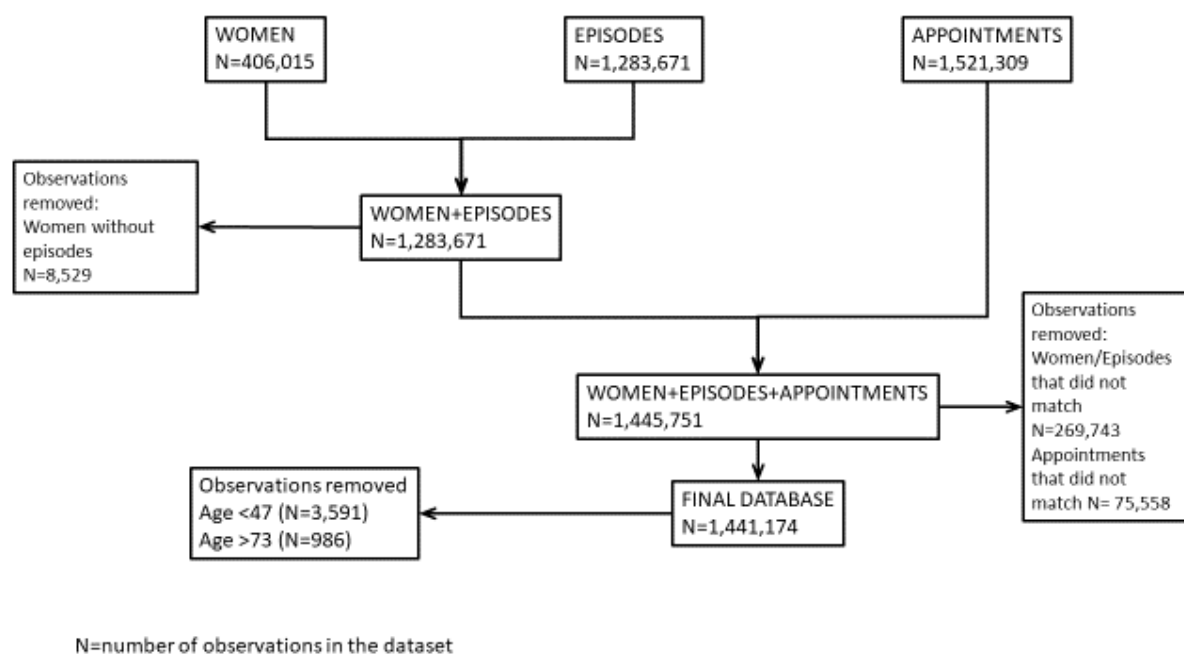 WOMEN
N=406,015
EPISODES
N=1,283,671
APPOINTMENTS
N=1,521,309
Observations
removed:
Women without
episodes
N=8,529
WOMEN+EPISODES
N=1,283,671
Observations
removed:
Women/Episodes
that did not
match
N=269,743
Appointments
that did not
match N= 75,558
WOMEN+EPISODES+APPOINTMENTS
N=1,445,751
Observations removed
Age <47 (N=3,591)
Age >73 (N=986)
FINAL DATABASE
N=1,441,174
N=number of observations in the dataset